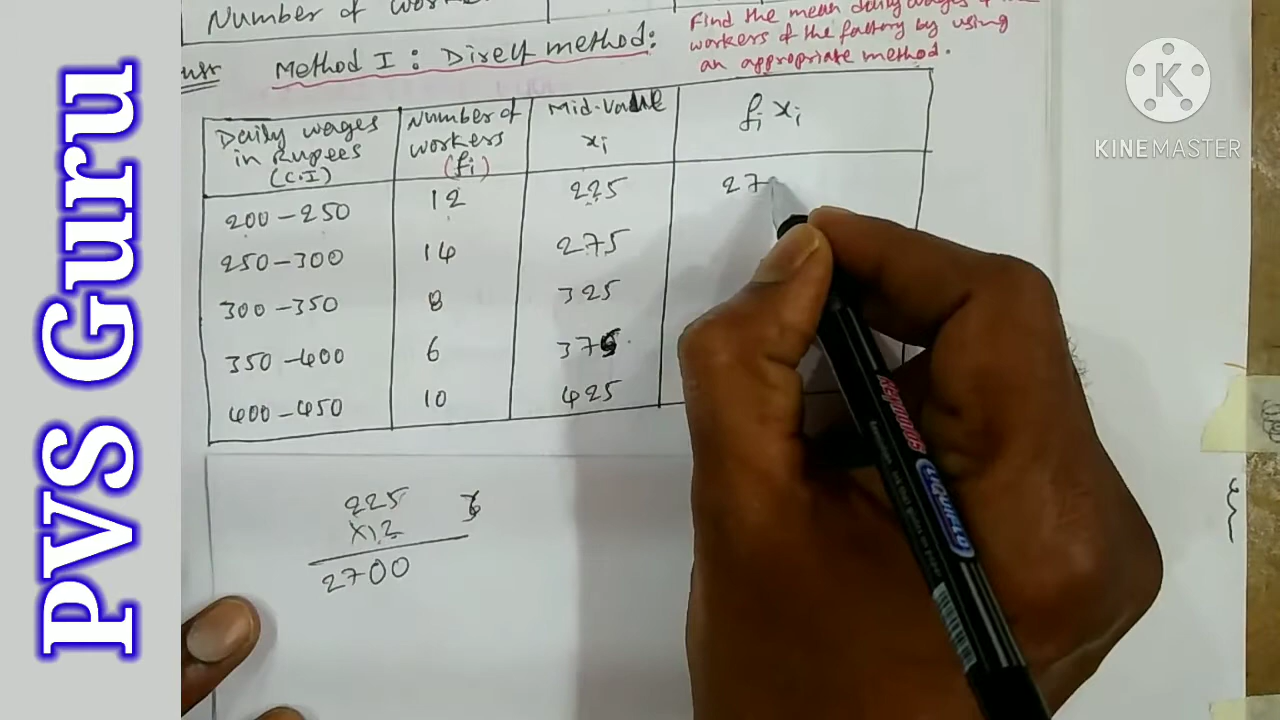 PVS Guru
Number of
Find the mean daily wages of
workers of the factory by using
an appropriate method.
Method I : Direct method:
KINEMASTER
Daily wages in Rupees (C.I)
Number of workers (fi)
Mid-Value xi
fi xi
200-250 12 225 27
250-300 14 275
300-350 8 325
350-400 6 375
400-450 10 425
225
×12
2700